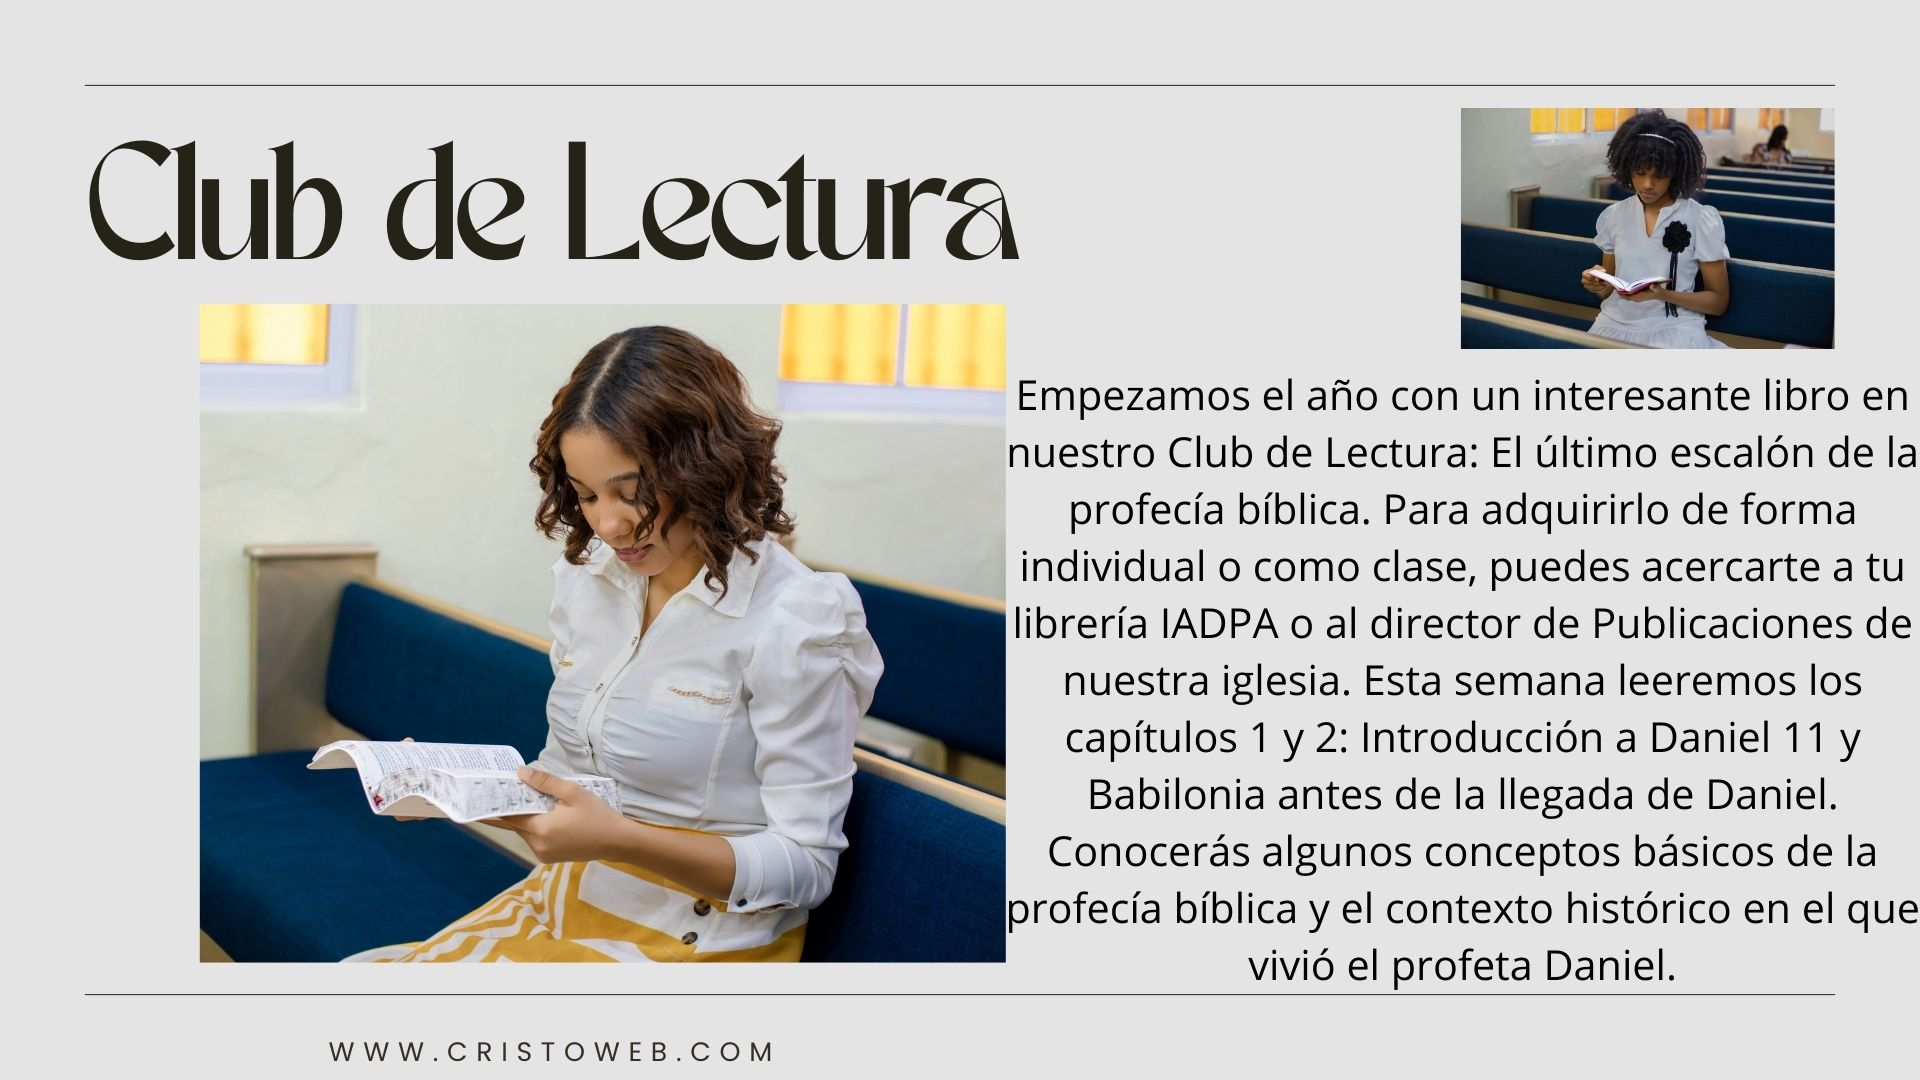 Club de Lectura
Empezamos el año con un interesante libro en
nuestro Club de Lectura: El último escalón de la
profecía bíblica. Para adquirirlo de forma
individual o como clase, puedes acercarte a tu
librería IADPA o al director de Publicaciones de
nuestra iglesia. Esta semana leeremos los
capítulos 1 y 2: Introducción a Daniel 11 y
Babilonia antes de la llegada de Daniel.
Conocerás algunos conceptos básicos de la
profecía bíblica y el contexto histórico en el que
vivió el profeta Daniel.
WWW.CRISTOWEB.COM